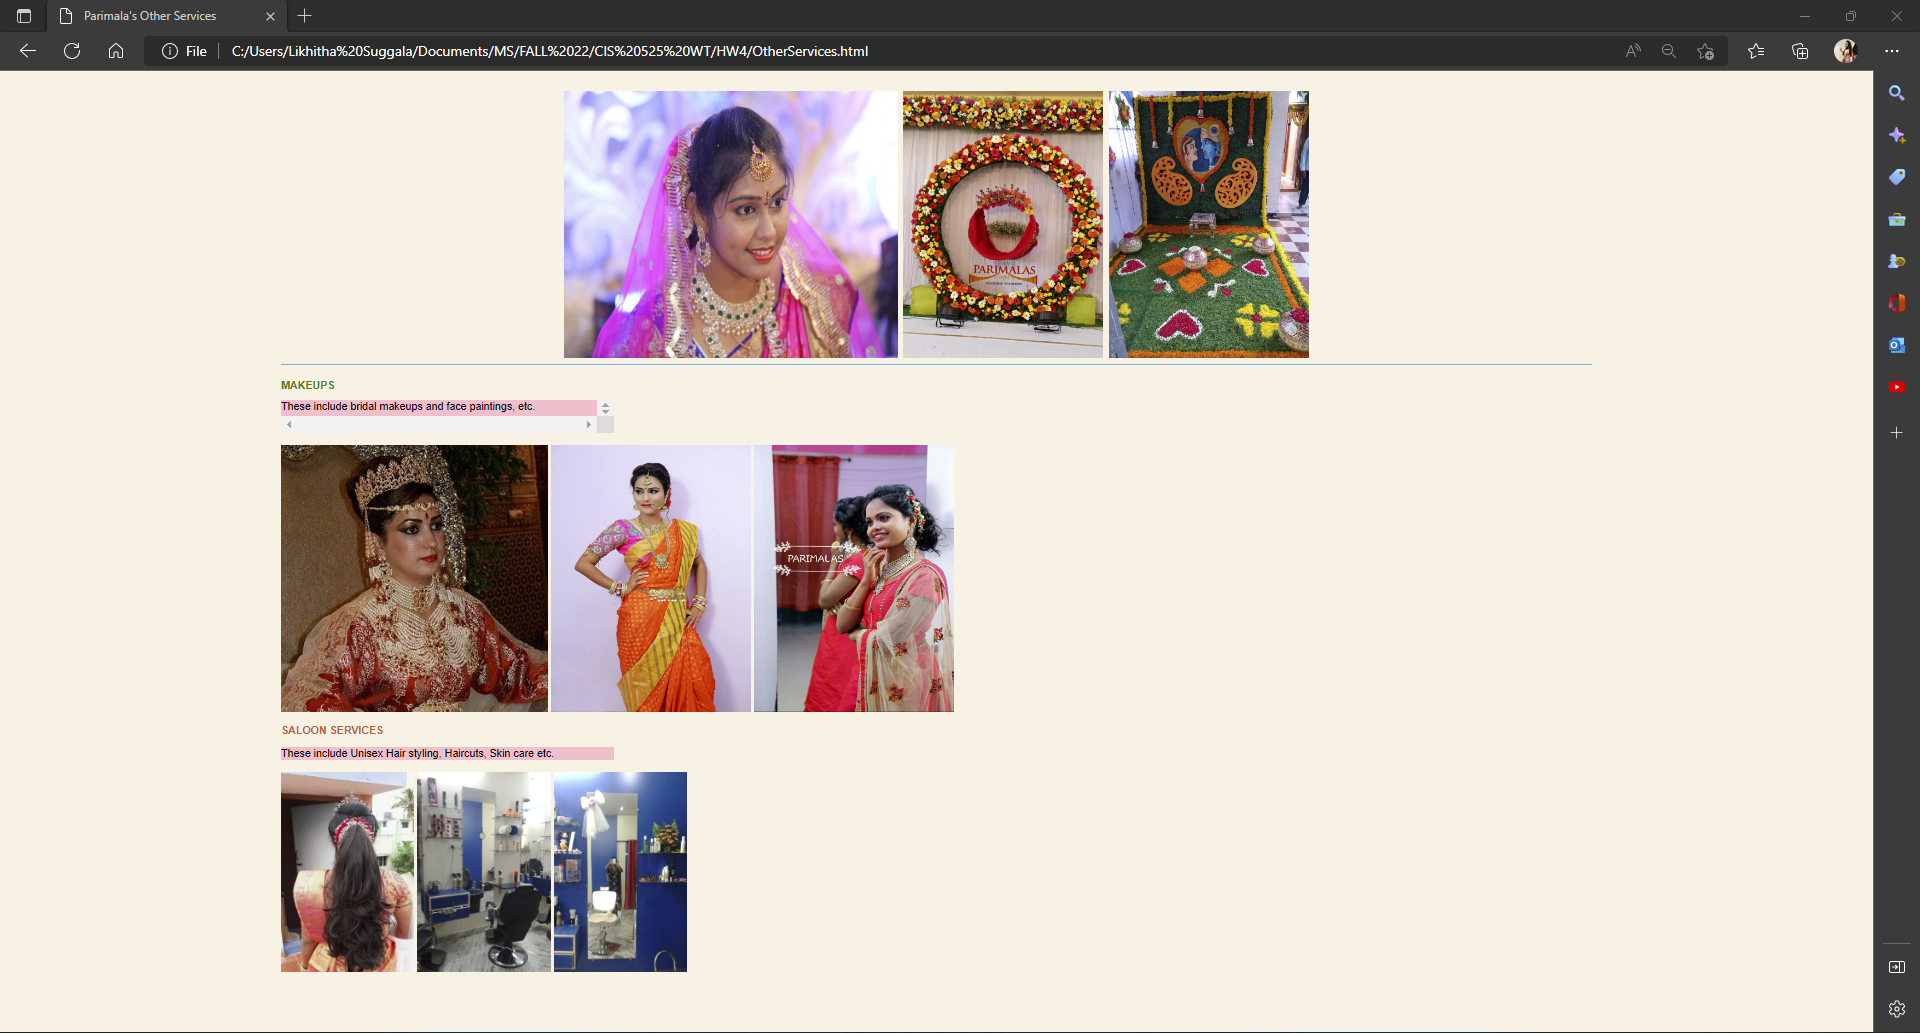 Parimala's Other Services
File
C:/Users/Likhitha%20Suggala/Documents/MS/FALL%2022/CIS%20525%20WT/HW4/OtherServices.html
PARIMALAS
WEDDING PLANNERS
MAKEUPS
These include bridal makeups and face paintings, etc.
PARIMALAS
SALOON SERVICES
These include Unisex Hair styling, Haircuts, Skin care etc.